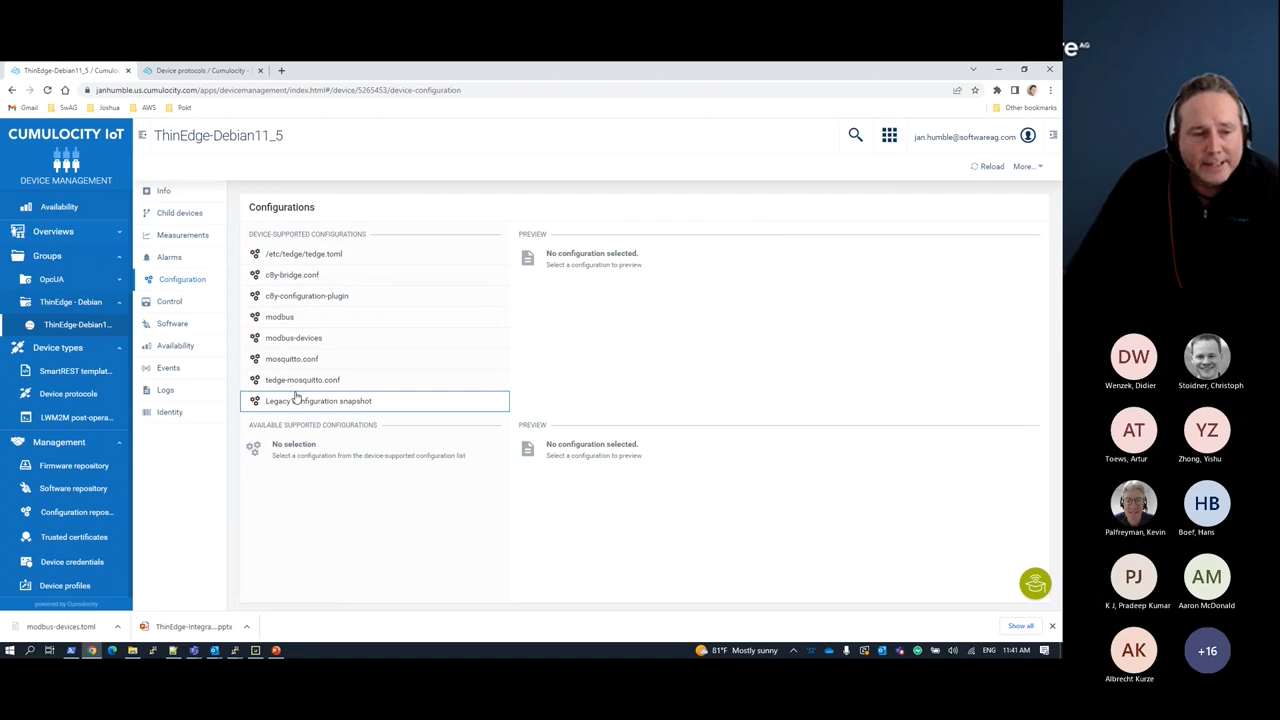 ThinEdge-Debian11_5 / Cumuloci
Device protocols / Cumulocity -
janhumble.us.cumulocity.com/apps/devicemanagement/index.html#/device/5265453/device-configuration
Gmail
SwAG
Joshua
AWS
Pokt
Other bookmarks
CUMULOCITY IoT
DEVICE MANAGEMENT
Availability
Overviews
Groups
OpcUA
ThinEdge - Debian
ThinEdge-Debian1...
Device types
SmartREST templat...
Device protocols
LWM2M post-opera...
Management
Firmware repository
Software repository
Configuration repos...
Trusted certificates
Device credentials
Device profiles
powered by Cumulocity
ThinEdge-Debian11_5
jan.humble@softwareag.com
Reload
More...
Info
Child devices
Measurements
Alarms
Configuration
Control
Software
Availability
Events
Logs
Identity
Configurations
DEVICE-SUPPORTED CONFIGURATIONS
/etc/tedge/tedge.toml
c8y-bridge.conf
c8y-configuration-plugin
modbus
modbus-devices
mosquitto.conf
tedge-mosquitto.conf
Legacy configuration snapshot
PREVIEW
No configuration selected.
Select a configuration to preview
AVAILABLE SUPPORTED CONFIGURATIONS
No selection
Select a configuration from the device-supported configuration list
PREVIEW
No configuration selected.
Select a configuration to preview
modbus-devices.toml
ThinEdge-Integra....pptx
Show all
81°F Mostly sunny
ENG
11:41 AM
re AG
DW
Wenzek, Didier
Stoidner, Christoph
AT
Toews, Artur
YZ
Zhong, Yishu
Palfreyman, Kevin
HB
Boef, Hans
PJ
K J, Pradeep Kumar
AM
Aaron McDonald
AK
Albrecht Kurze
+16